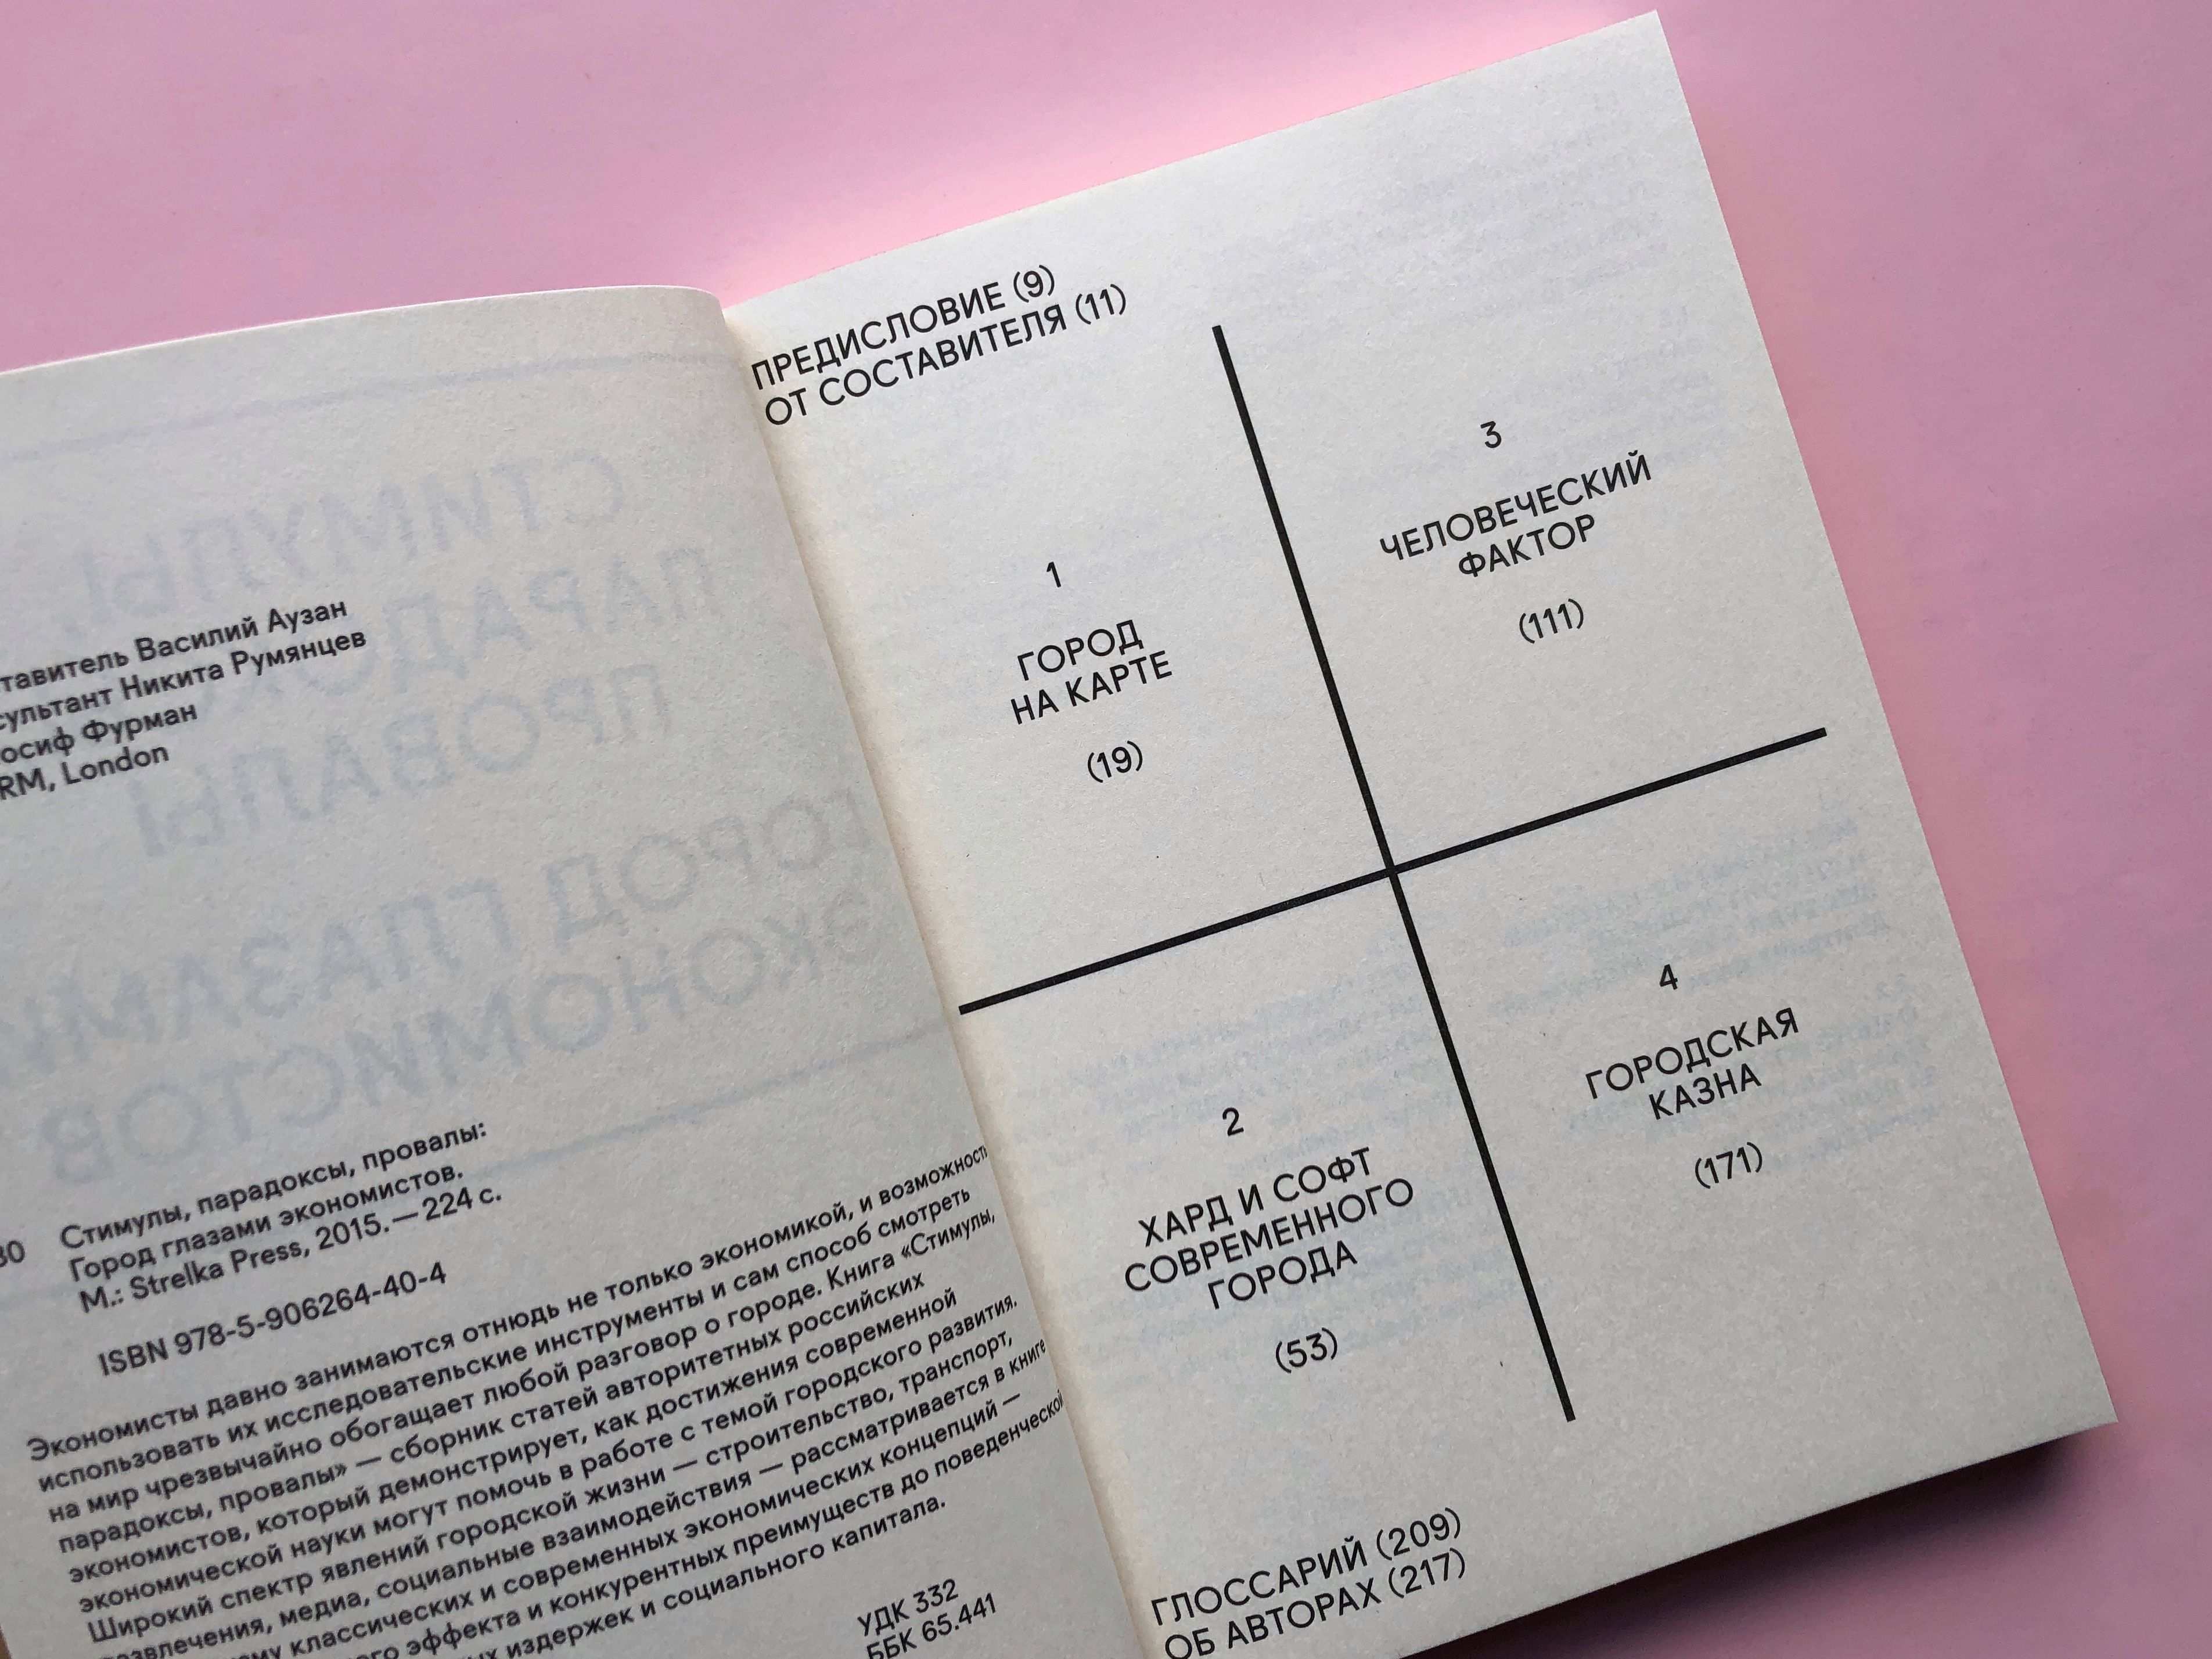 Василий Аузан
Никита Румянцев
Фурман
London
Стимулы, парадоксы, провалы:
Город глазами экономистов.
М.: Strelka Press, 2015. — 224 с.
ISBN 978-5-906264-40-4
Экономисты давно занимаются отнюдь не только экономикой, и возможность
использовать их исследовательские инструменты и сам способ смотреть
на мир чрезвычайно обогащает любой разговор о городе. Книга «Стимулы,
парадоксы, провалы» — сборник статей авторитетных российских
экономистов, который демонстрирует, как достижения современной
экономической науки могут помочь в работе с темой городского развития.
Широкий спектр явлений городской жизни — строительство, транспорт,
медиа, социальные взаимодействия — рассматривается в книге
классических и современных экономических концепций —
эффекта и конкурентных преимуществ до поведенческой
издержек и социального капитала.
УДК 332
ББК 65.441
ПРЕДИСЛОВИЕ (9)
ОТ СОСТАВИТЕЛЯ (11)
1
ГОРОД
НА КАРТЕ
(19)
2
ХАРД И СОФТ
СОВРЕМЕННОГО
ГОРОДА
(53)
3
ЧЕЛОВЕЧЕСКИЙ
ФАКТОР
(111)
4
ГОРОДСКАЯ
КАЗНА
(171)
ГЛОССАРИЙ (209)
ОБ АВТОРАХ (217)